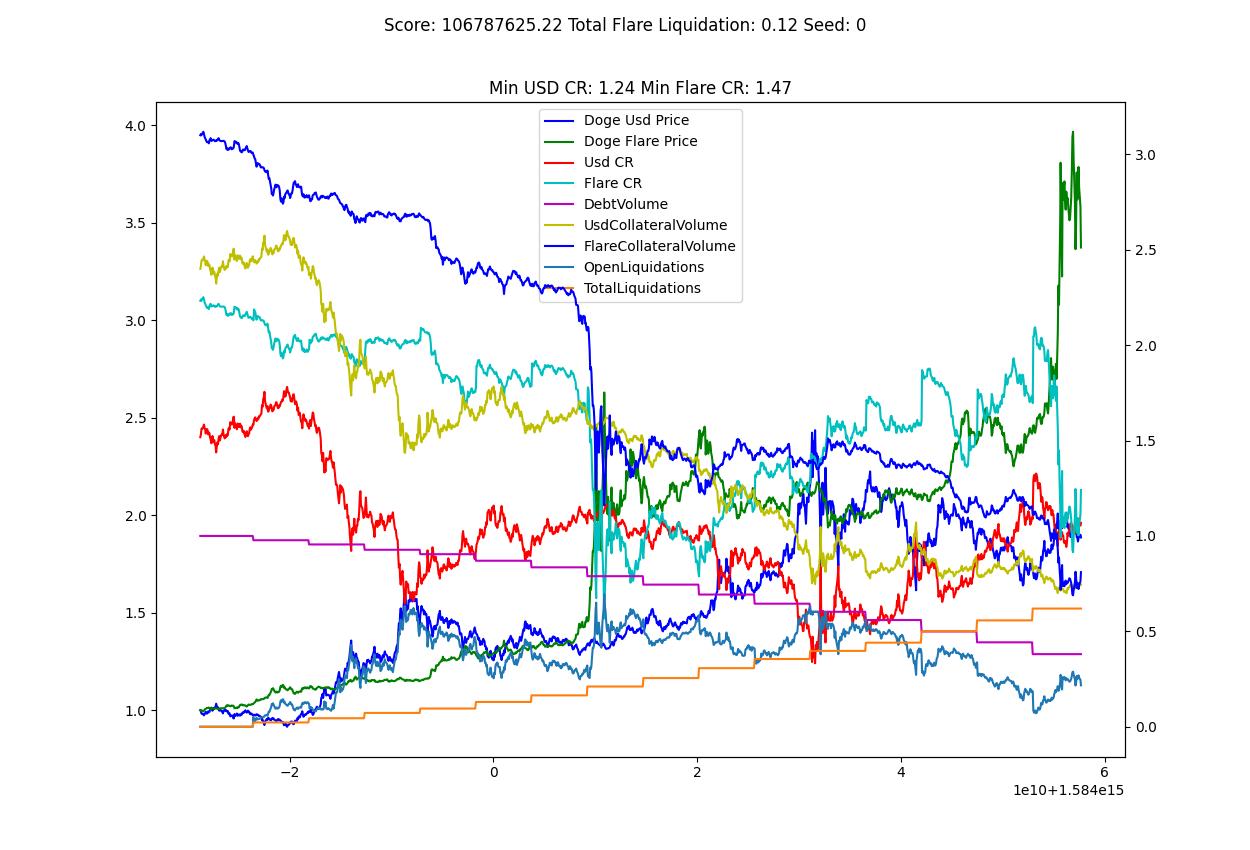 Score: 106787625.22 Total Flare Liquidation: 0.12 Seed: 0
Min USD CR: 1.24 Min Flare CR: 1.47
Doge Usd Price
Doge Flare Price
Usd CR
Flare CR
DebtVolume
UsdCollateralVolume
FlareCollateralVolume
OpenLiquidations
TotalLiquidations
4.0
3.5
3.0
2.5
2.0
1.5
1.0
3.0
2.5
2.0
1.5
1.0
0.5
0.0
−2 0 2 4 6
1e10+1.584e15